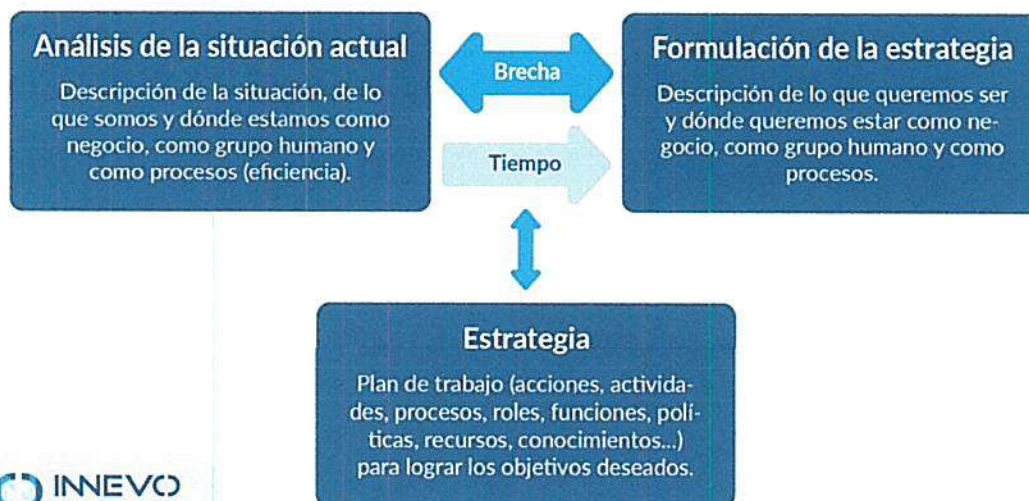 Análisis de la situación actual
Descripción de la situación, de lo
que somos y dónde estamos como
negocio, como grupo humano y
como procesos (eficiencia).
Brecha
Tiempo
Formulación de la estrategia
Descripción de lo que queremos ser
y dónde queremos estar como ne-
gocio, como grupo humano y como
procesos.
Estrategia
Plan de trabajo (acciones, activida-
des, procesos, roles, funciones, polí-
ticas, recursos, conocimientos...)
para lograr los objetivos deseados.
INNEVO